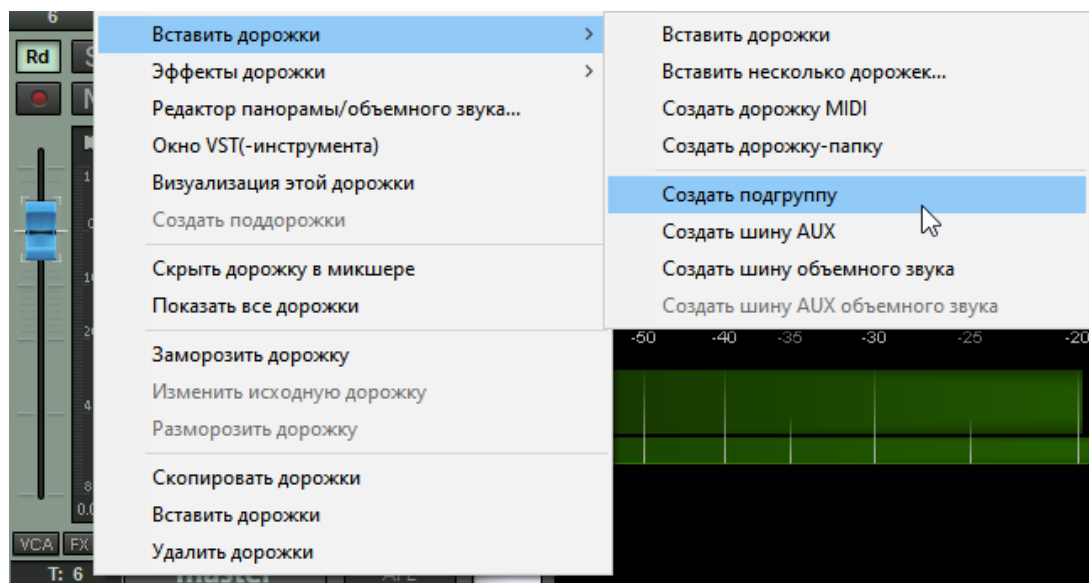 6
Rd
Вставить дорожки
Эффекты дорожки
Редактор панорамы/объемного звука...
Окно VST(-инструмента)
Визуализация этой дорожки
Создать поддорожки
Скрыть дорожку в микшере
Показать все дорожки
Заморозить дорожку
Изменить исходную дорожку
Разморозить дорожку
Скопировать дорожки
Вставить дорожки
Удалить дорожки
Вставить дорожки
Вставить несколько дорожек...
Создать дорожку MIDI
Создать дорожку-папку
Создать подгруппу
Создать шину AUX
Создать шину объемного звука
Создать шину AUX объемного звука
-50 -40 -35 -30 -25 -20
VCA FX
T: 6